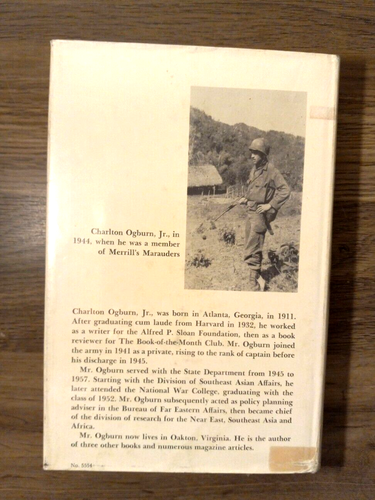 Charlton Ogburn, Jr., in
1944, when he was a member
of Merrill's Marauders
Charlton Ogburn, Jr., was born in Atlanta, Georgia, in 1911.
After graduating cum laude from Harvard in 1932, he worked
as a writer for the Alfred P. Sloan Foundation, then as a book
reviewer for The Book-of-the-Month Club. Mr. Ogburn joined
the army in 1941 as a private, rising to the rank of captain before
his discharge in 1945.
Mr. Ogburn served with the State Department from 1945 to
1957. Starting with the Division of Southeast Asian Affairs, he
later attended the National War College, graduating with the
class of 1952. Mr. Ogburn subsequently acted as policy planning
adviser in the Bureau of Far Eastern Affairs, then became chief
of the division of research for the Near East, Southeast Asia and
Africa.
Mr. Ogburn now lives in Oakton, Virginia. He is the author
of three other books and numerous magazine articles.
No.